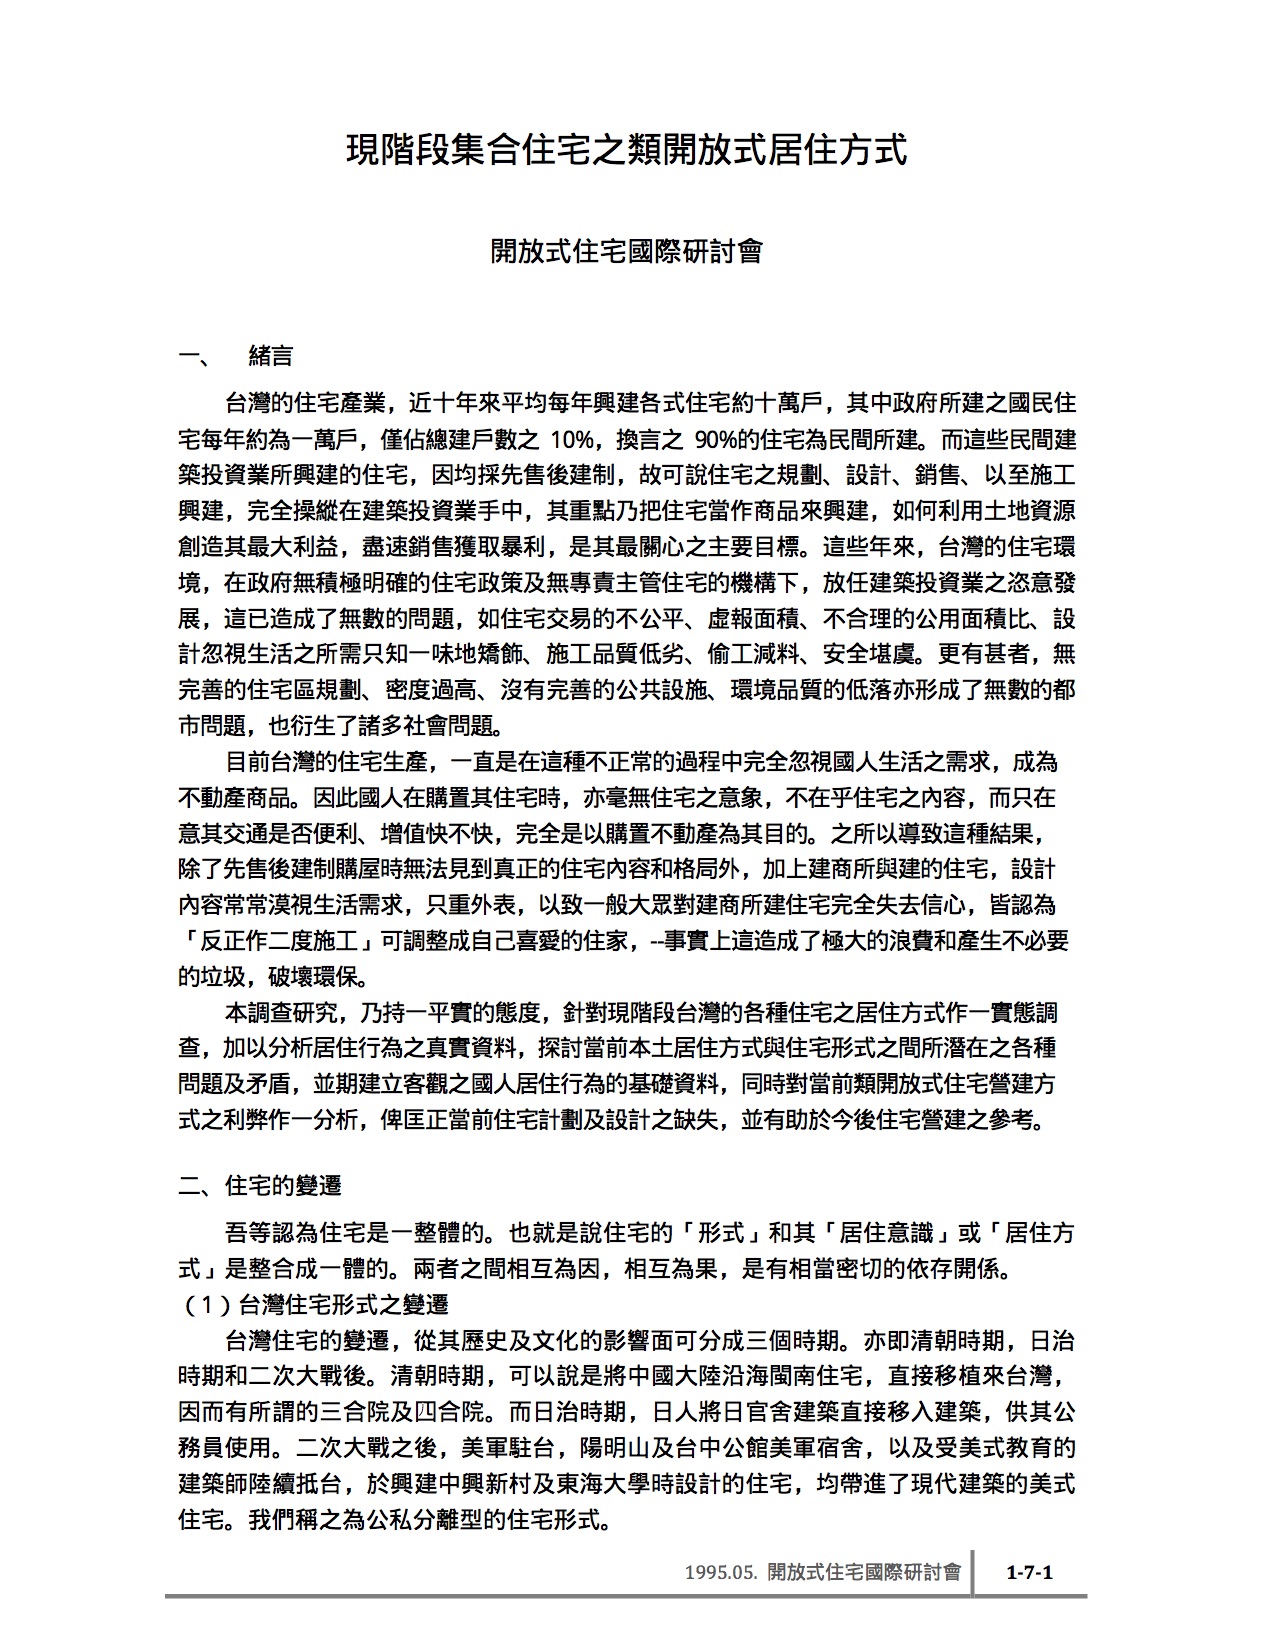 現階段集合住宅之類開放式居住方式
開放式住宅國際研討會
一、 緒言
台灣的住宅產業，近十年來平均每年興建各式住宅約十萬戶，其中政府所建之國民住
宅每年約為一萬戶，僅佔總建戶數之 10%，換言之 90%的住宅為民間所建。而這些民間建
築投資業所興建的住宅，因均採先售後建制，故可說住宅之規劃、設計、銷售、以至施工
興建，完全操縱在建築投資業手中，其重點乃把住宅當作商品來興建，如何利用土地資源
創造其最大利益，盡速銷售獲取暴利，是其最關心之主要目標。這些年來，台灣的住宅環
境，在政府無積極明確的住宅政策及無專責主管住宅的機構下，放任建築投資業之恣意發
展，這已造成了無數的問題，如住宅交易的不公平、虛報面積、不合理的公用面積比、設
計忽視生活之所需只知一味地矯飾、施工品質低劣、偷工減料、安全堪虞。更有甚者，無
完善的住宅區規劃、密度過高、沒有完善的公共設施、環境品質的低落亦形成了無數的都
市問題，也衍生了諸多社會問題。
目前台灣的住宅生產，一直是在這種不正常的過程中完全忽視國人生活之需求，成為
不動產商品。因此國人在購置其住宅時，亦毫無住宅之意象，不在乎住宅之內容，而只在
意其交通是否便利、增值快不快，完全是以購置不動產為其目的。之所以導致這種結果，
除了先售後建制購屋時無法見到真正的住宅內容和格局外，加上建商所與建的住宅，設計
內容常常漠視生活需求，只重外表，以致一般大眾對建商所建住宅完全失去信心，皆認為
「反正作二度施工」可調整成自己喜愛的住家，--事實上這造成了極大的浪費和產生不必要
的垃圾，破壞環保。
本調查研究，乃持一平實的態度，針對現階段台灣的各種住宅之居住方式作一實態調
查，加以分析居住行為之真實資料，探討當前本土居住方式與住宅形式之間所潛在之各種
問題及矛盾，並期建立客觀之國人居住行為的基礎資料，同時對當前類開放式住宅營建方
式之利弊作一分析，俾匡正當前住宅計劃及設計之缺失，並有助於今後住宅營建之參考。
二、住宅的變遷
吾等認為住宅是一整體的。也就是說住宅的「形式」和其「居住意識」或「居住方
式」是整合成一體的。兩者之間相互為因，相互為果，是有相當密切的依存關係。
（1）台灣住宅形式之變遷
台灣住宅的變遷，從其歷史及文化的影響面可分成三個時期。亦即清朝時期，日治
時期和二次大戰後。清朝時期，可以說是將中國大陸沿海閩南住宅，直接移植來台灣，
因而有所謂的三合院及四合院。而日治時期，日人將日官舍建築直接移入建築，供其公
務員使用。二次大戰之後，美軍駐台，陽明山及台中公館美軍宿舍，以及受美式教育的
建築師陸續抵台，於興建中興新村及東海大學時設計的住宅，均帶進了現代建築的美式
住宅。我們稱之為公私分離型的住宅形式。
1995.05. 開放式住宅國際研討會 1-7-1